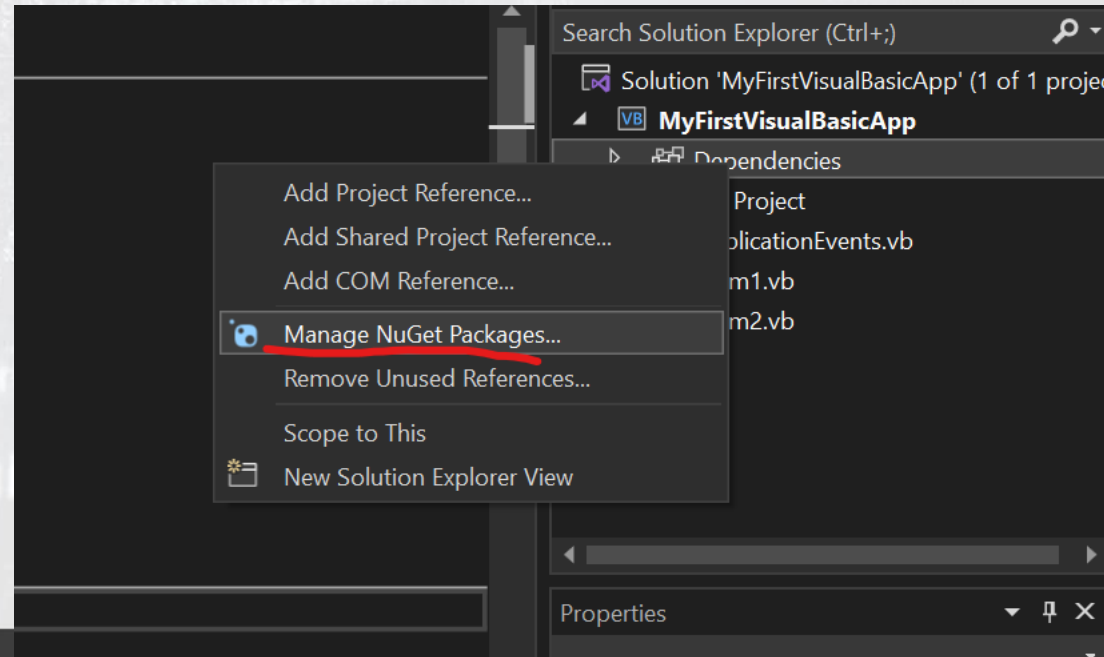 Search Solution Explorer (Ctrl+;)
Solution 'MyFirstVisualBasicApp' (1 of 1 projec
VB MyFirstVisualBasicApp
Dependencies
Project
plicationEvents.vb
m1.vb
m2.vb
Add Project Reference...
Add Shared Project Reference...
Add COM Reference...
Manage NuGet Packages...
Remove Unused References...
Scope to This
New Solution Explorer View
Properties